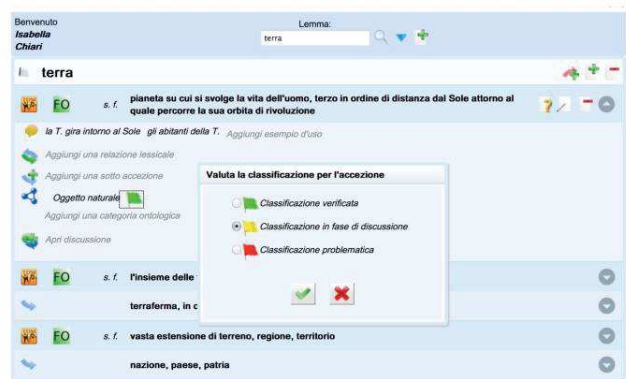 Benvenuto
Isabella
Chiari
Lemma:
terra
terra
FO s. f. pianeta su cui si svolge la vita dell'uomo, terzo in ordine di distanza dal Sole attorno al
quale percorre la sua orbita di rivoluzione
la T. gira intorno al Sole gli abitanti della T. Aggiungi esempio d'uso
Aggiungi una relazione lessicale
Aggiungi una sotto accezione
Oggetto naturale
Aggiungi una categoria ontologica
Apri discussione
Valuta la classificazione per l'accezione
Classificazione verificata
Classificazione in fase di discussione
Classificazione problematica
FO s. f. l'insieme delle
terraferma, in
FO s. f. vasta estensione di terreno, regione, territorio
nazione, paese, patria